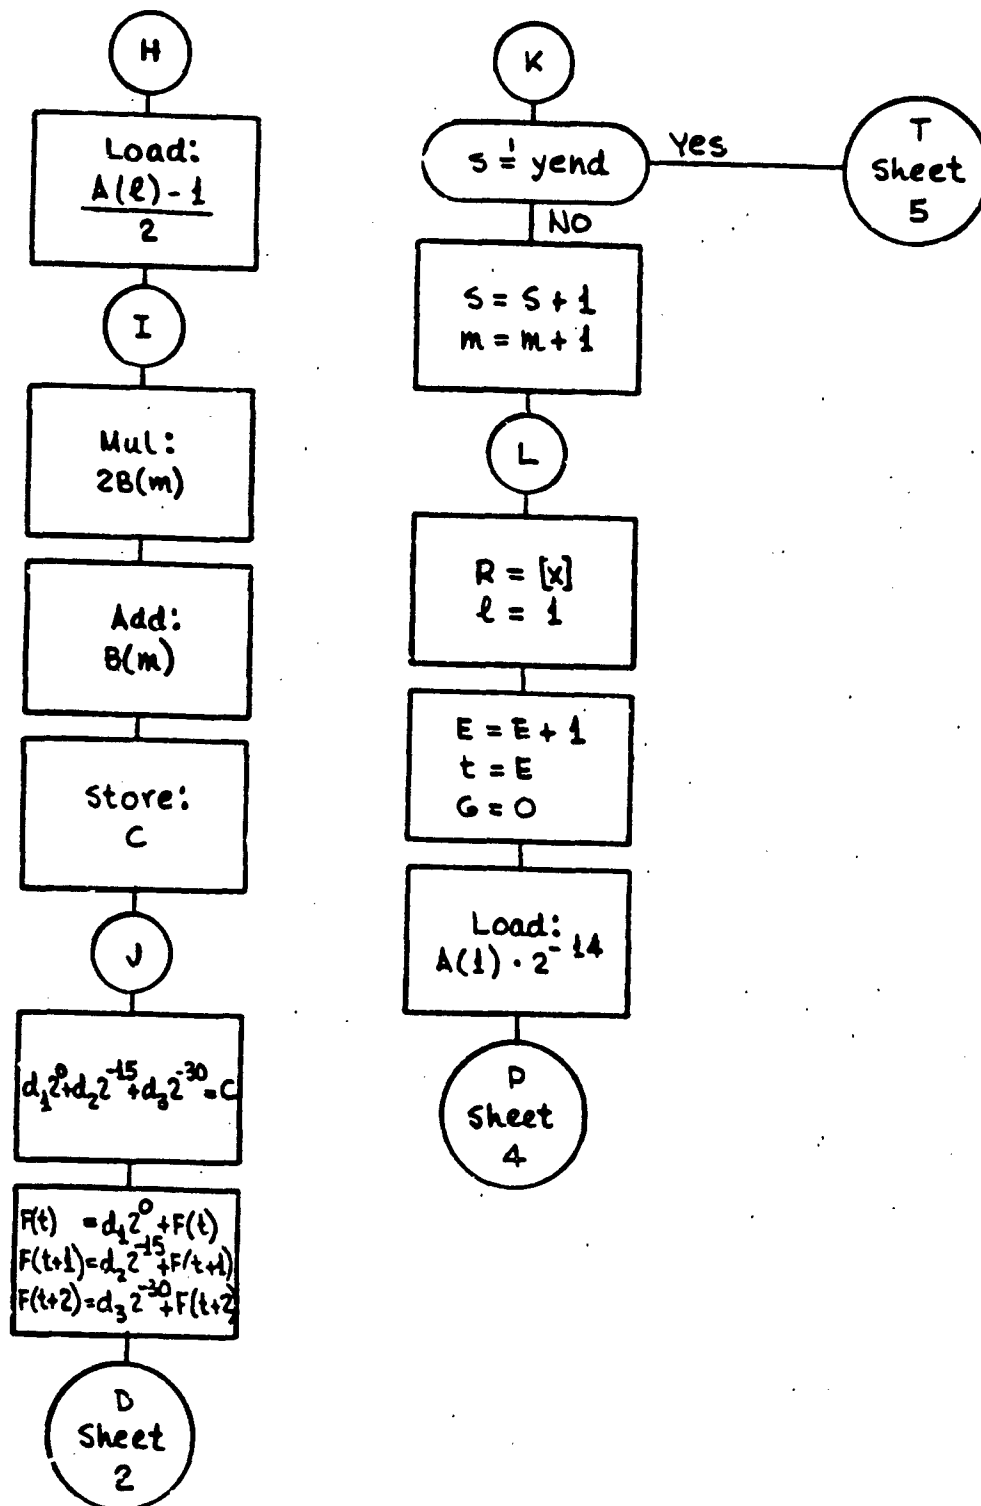 H
Load:
A(ℓ) - 1
2
I
Mul:
2B(m)
Add:
B(m)
Store:
C
J
d₁2⁰+d₂2⁻¹⁵+d₃2⁻³⁰=C
F(t) = d₁2⁰ + F(t)
F(t+1)=d₂2⁻¹⁵+F(t+1)
F(t+2)=d₃2⁻³⁰+F(t+2)
D
Sheet
2
K
s =! yend
Yes
T
Sheet
5
NO
s = s + 1
m = m + 1
L
R = [x]
ℓ = 1
E = E + 1
t = E
G = 0
Load:
A(1) · 2⁻¹⁴
P
Sheet
4